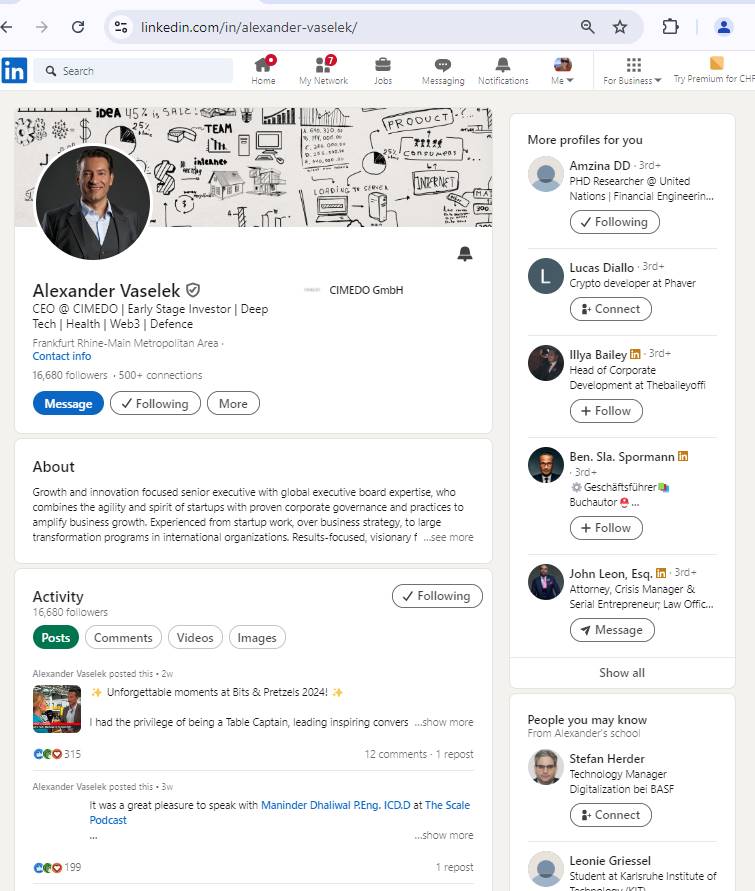 linkedin.com/in/alexander-vaselek/
in
Search
Home
7
My Network
Jobs
Messaging
Notifications
Me
For Business
Try Premium for CHF
IDEA 45% IS SALE:
25%
TEAM
internet
PRODUCT
25%
CONSUMERS
INTERNET
LOADING TO SERVER
300
Alexander Vaselek
CIMEDO GmbH
CEO @ CIMEDO | Early Stage Investor | Deep
Tech | Health | Web3 | Defence
Frankfurt Rhine-Main Metropolitan Area ·
Contact info
16,680 followers · 500+ connections
Message
Following
More
About
Growth and innovation focused senior executive with global executive board expertise, who
combines the agility and spirit of startups with proven corporate governance and practices to
amplify business growth. Experienced from startup work, over business strategy, to large
transformation programs in international organizations. Results-focused, visionary f ...see more
Activity
16,680 followers
Following
Posts
Comments
Videos
Images
Alexander Vaselek posted this • 2w
✨ Unforgettable moments at Bits & Pretzels 2024! ✨
I had the privilege of being a Table Captain, leading inspiring convers ...show more
315
12 comments · 1 repost
Alexander Vaselek posted this • 3w
It was a great pleasure to speak with Maninder Dhaliwal P.Eng. ICD.D at The Scale
Podcast
...
...show more
199
1 repost
More profiles for you
Amzina DD · 3rd+
PHD Researcher @ United
Nations | Financial Engineerin...
Following
L
Lucas Diallo · 3rd+
Crypto developer at Phaver
Connect
Illya Bailey in · 3rd+
Head of Corporate
Development at Thebaileyoffi
Follow
Ben. Sla. Spormann in
· 3rd+
Geschäftsführer
Buchautor ⛑ ...
Follow
John Leon, Esq. in · 3rd+
Attorney, Crisis Manager &
Serial Entrepreneur; Law Offic...
Message
Show all
People you may know
From Alexander's school
Stefan Herder
Technology Manager
Digitalization bei BASF
Connect
Leonie Griessel
Student at Karlsruhe Institute of
Technology (KIT)